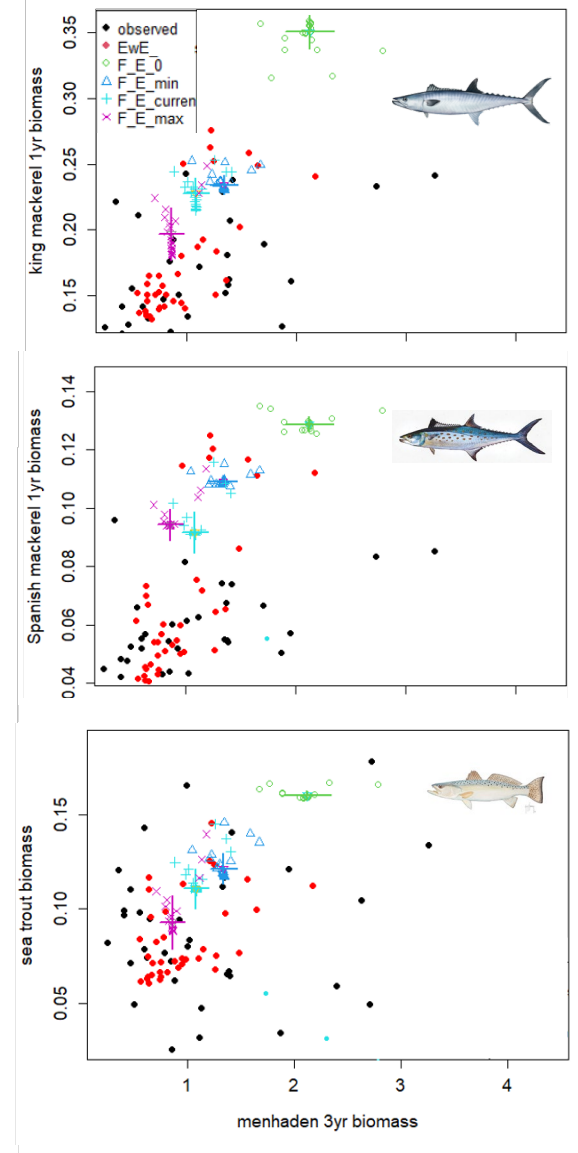 observed
EwE_
F_E_0
F_E_min
F_E_curren
F_E_max
king mackerel 1yr biomass
0.35
0.30
0.25
0.20
0.15
Spanish mackerel 1yr biomass
0.14
0.12
0.10
0.08
0.06
0.04
sea trout biomass
0.15
0.10
0.05
1
2
3
4
menhaden 3yr biomass